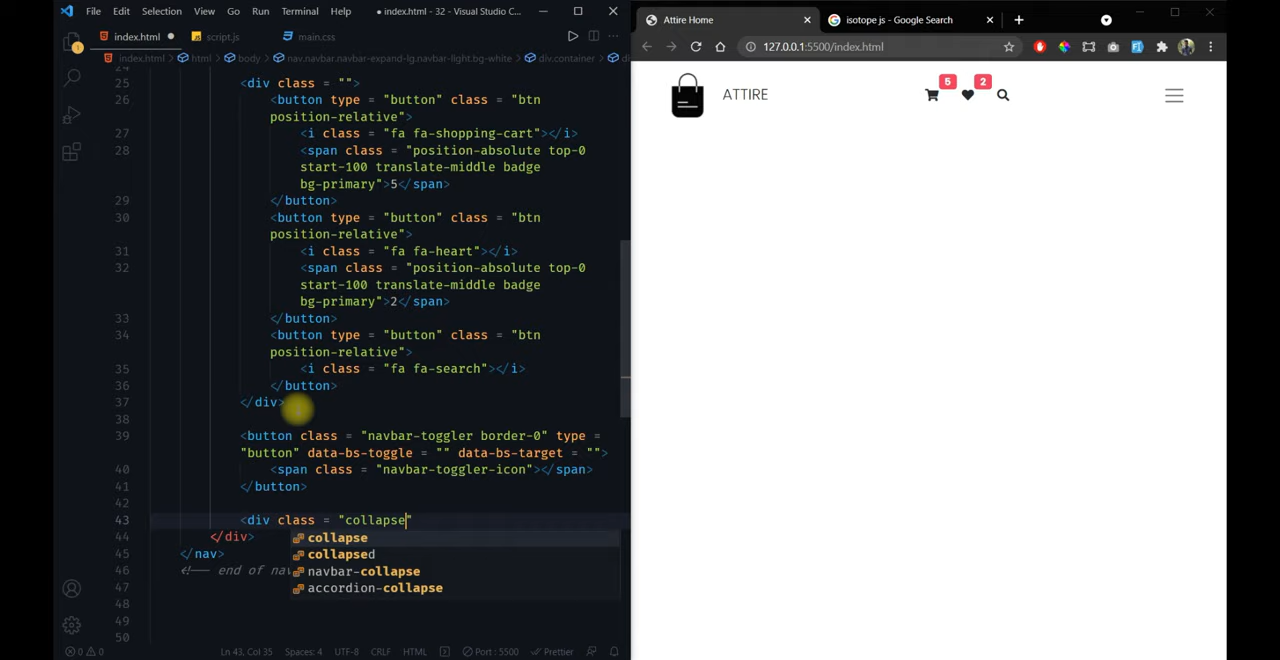 File Edit Selection View Go Run Terminal Help • index.html - 32 - Visual Studio C...
index.html ● script.js main.css
index.html > html > body > nav.navbar.navbar-expand-lg.navbar-light.bg-white > div.container >
24
25 <div class = "">
26 <button type = "button" class = "btn
position-relative">
27 <i class = "fa fa-shopping-cart"></i>
28 <span class = "position-absolute top-0
start-100 translate-middle badge
bg-primary">5</span>
29 </button>
30 <button type = "button" class = "btn
position-relative">
31 <i class = "fa fa-heart"></i>
32 <span class = "position-absolute top-0
start-100 translate-middle badge
bg-primary">2</span>
33 </button>
34 <button type = "button" class = "btn
position-relative">
35 <i class = "fa fa-search"></i>
36 </button>
37 </div>
38
39 <button class = "navbar-toggler border-0" type =
"button" data-bs-toggle = "" data-bs-target = "">
40 <span class = "navbar-toggler-icon"></span>
41 </button>
42
43 <div class = "collapse"
44 </div>
45 </nav>
46 <!-- end of nav
47
48
49
50
collapse
collapsed
navbar-collapse
accordion-collapse
1
0 0 Ln 43, Col 35 Spaces: 4 UTF-8 CRLF HTML Port : 5500 Prettier
Attire Home
isotope js - Google Search
127.0.0.1:5500/index.html
ATTIRE
5
2